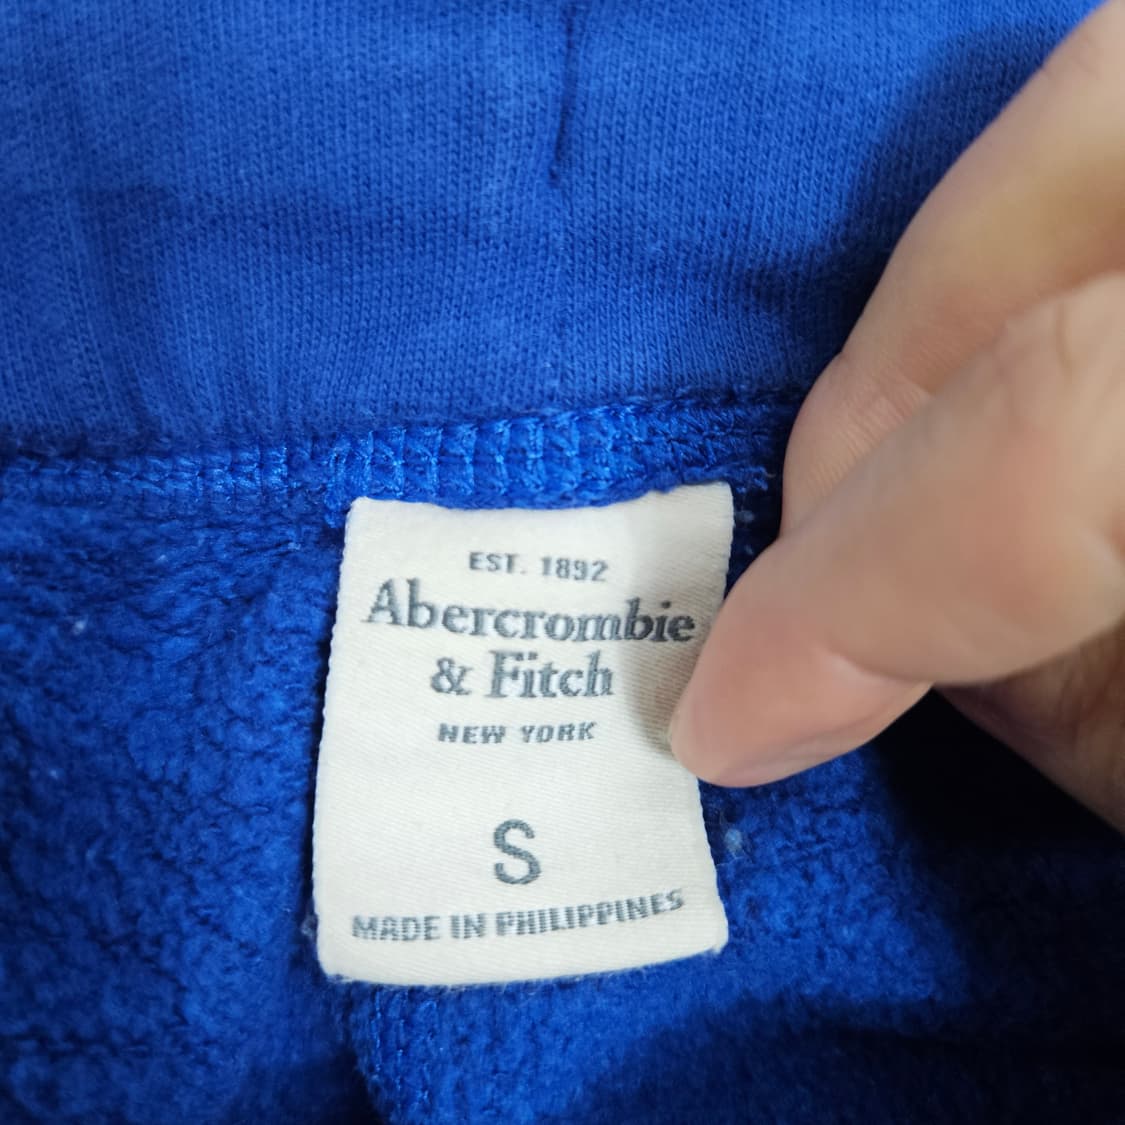 EST. 1892
Abercrombie
& Fitch
NEW YORK
S
MADE IN PHILIPPINES